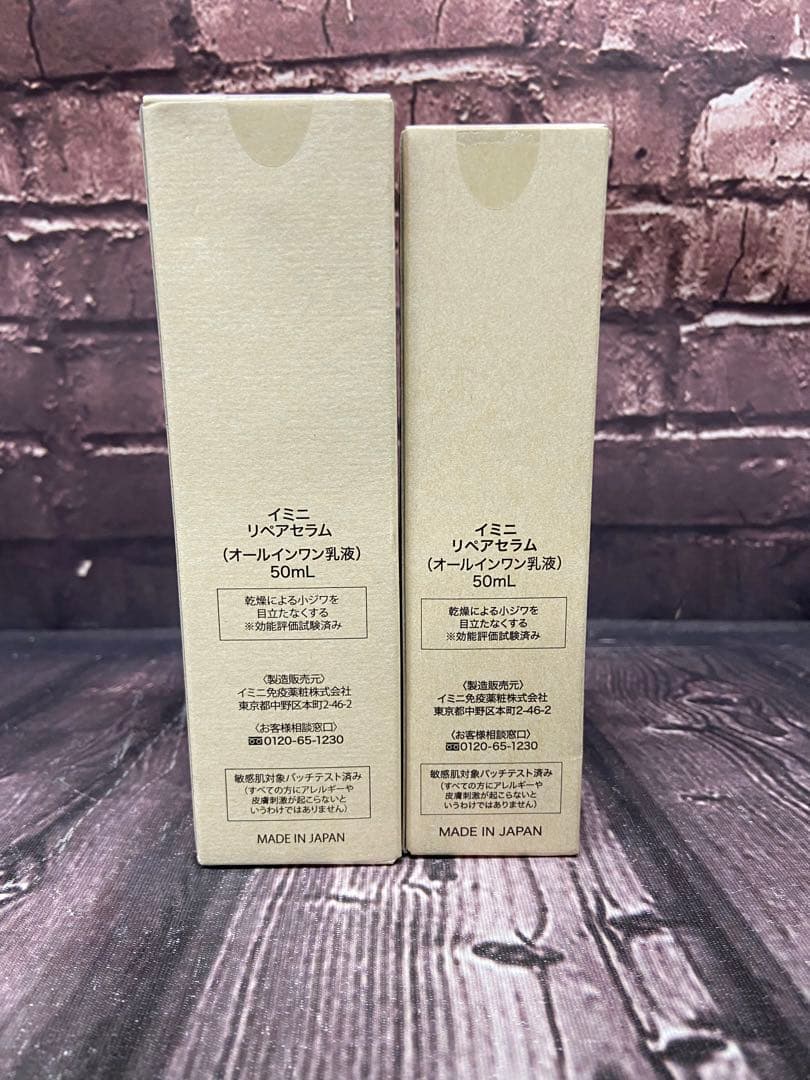 イミニ
リペアセラム
（オールインワン乳液）
50mL
乾燥による小ジワを
目立たなくする
※効能評価試験済み
〈製造販売元〉
イミニ免疫薬粧株式会社
東京都中野区本町2-46-2
〈お客様相談窓口〉
0120-65-1230
敏感肌対象パッチテスト済み
（すべての方にアレルギーや
皮膚刺激が起こらないと
いうわけではありません）
MADE IN JAPAN
イミニ
リペアセラム
（オールインワン乳液）
50mL
乾燥による小ジワを
目立たなくする
※効能評価試験済み
〈製造販売元〉
イミニ免疫薬粧株式会社
東京都中野区本町2-46-2
〈お客様相談窓口〉
0120-65-1230
敏感肌対象パッチテスト済み
（すべての方にアレルギーや
皮膚刺激が起こらないと
いうわけではありません）
MADE IN JAPAN